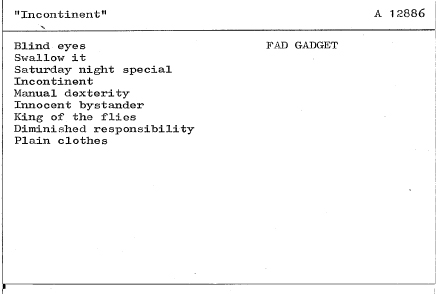 "Incontinent" A 12886
Blind eyes FAD GADGET
Swallow it
Saturday night special
Incontinent
Manual dexterity
Innocent bystander
King of the flies
Diminished responsibility
Plain clothes